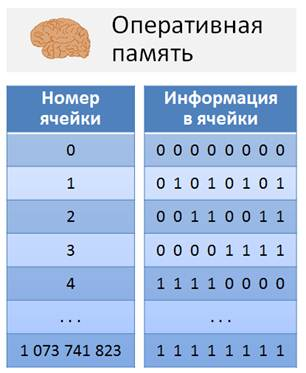 Оперативная
память
Номер
ячейки
Информация
в ячейки
0 0 0 0 0 0 0 0 0
1 0 1 0 1 0 1 0 1
2 0 0 1 1 0 0 1 1
3 0 0 0 0 1 1 1 1
4 1 1 1 1 0 0 0 0
... ...
1 073 741 823 1 1 1 1 1 1 1 1